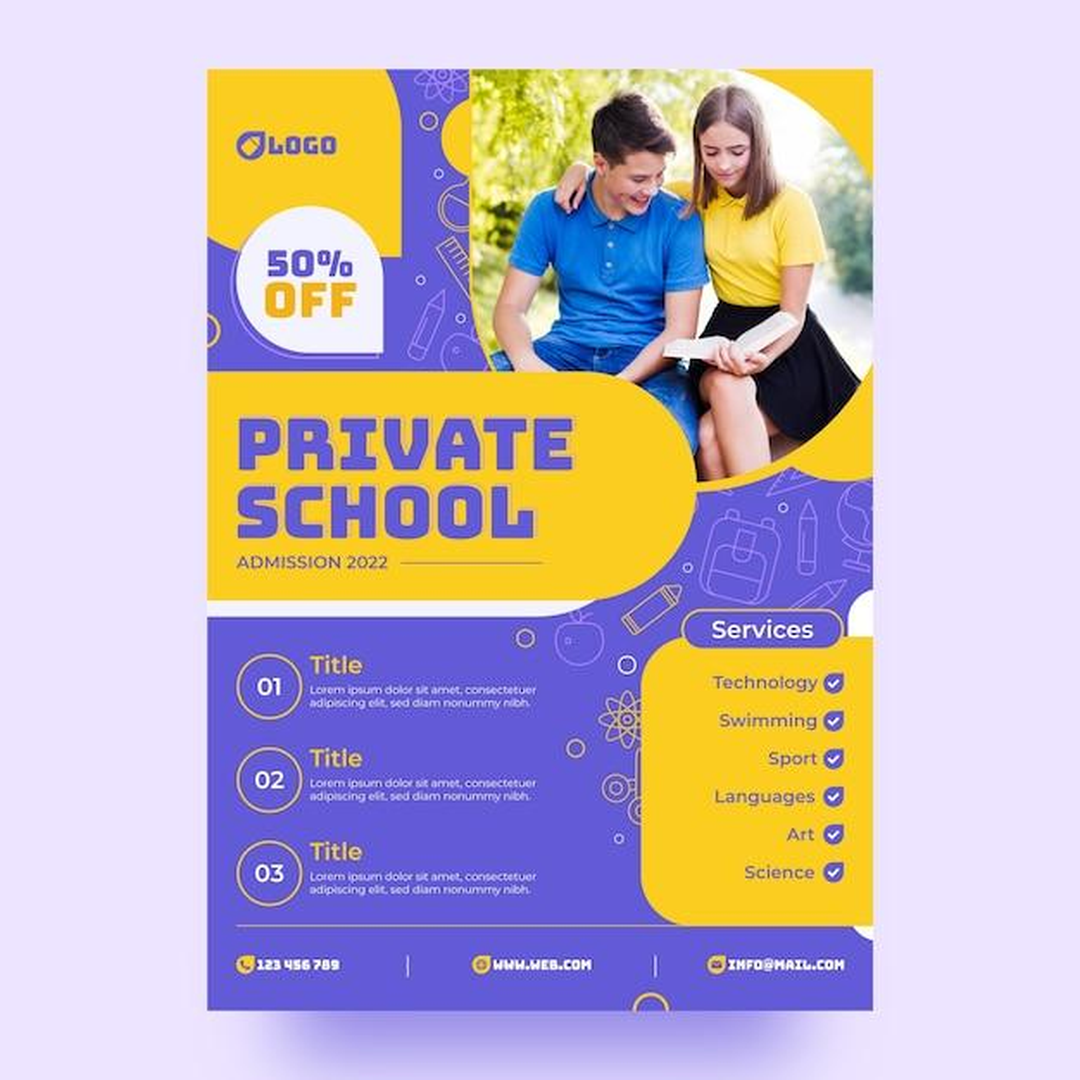 LOGO
50%
OFF
PRIVATE
SCHOOL
ADMISSION 2022
01
Title
Lorem ipsum dolor sit amet, consectetuer
adipiscing elit, sed diam nonummy nibh.
02
Title
Lorem ipsum dolor sit amet, consectetuer
adipiscing elit, sed diam nonummy nibh.
03
Title
Lorem ipsum dolor sit amet, consectetuer
adipiscing elit, sed diam nonummy nibh.
Services
Technology
Swimming
Sport
Languages
Art
Science
123 456 789
WWW.WEB.COM
INFO@MAIL.COM